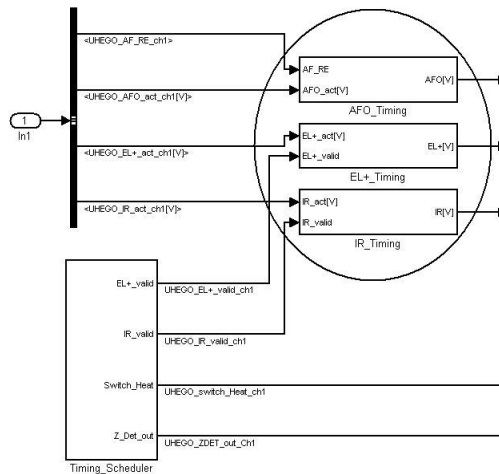 <UHEGO_AF_RE_ch1>
AF_RE
AFO[V]
<UHEGO_AFO_act_ch1[V]>
AFO_act[V]
AFO_Timing
1
In1
<UHEGO_EL+_act_ch1[V]>
EL+_act[V]
EL+[V]
EL+_valid
EL+_Timing
<UHEGO_IR_act_ch1[V]>
IR_act[V]
IR[V]
IR_valid
IR_Timing
EL+_valid
UHEGO_EL+_valid_ch1
IR_valid
UHEGO_IR_valid_ch1
Switch_Heat
UHEGO_switch_Heat_ch1
Z_Det_out
UHEGO_ZDET_out_Ch1
Timing_Scheduler